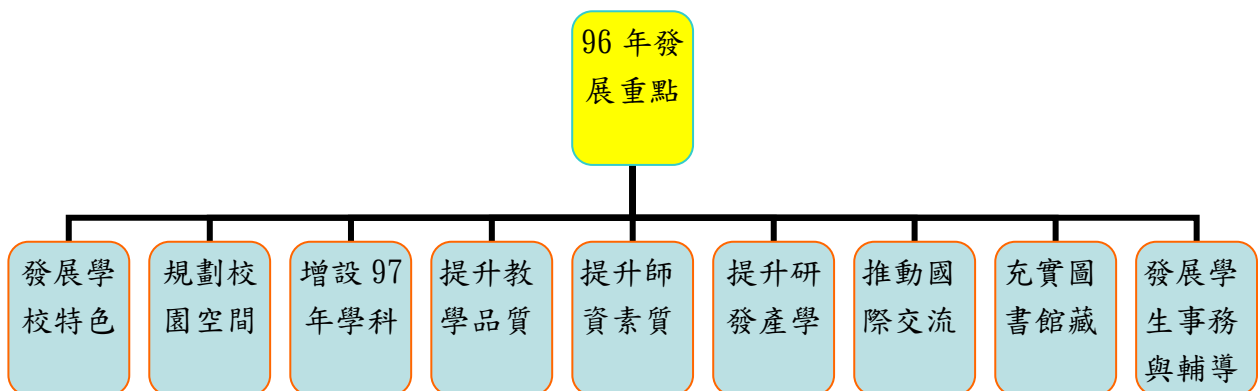 96 年發
展重點
發展學
校特色
規劃校
園空間
增設 97
年學科
提升教
學品質
提升師
資素質
提升研
發產學
推動國
際交流
充實圖
書館藏
發展學
生事務
與輔導